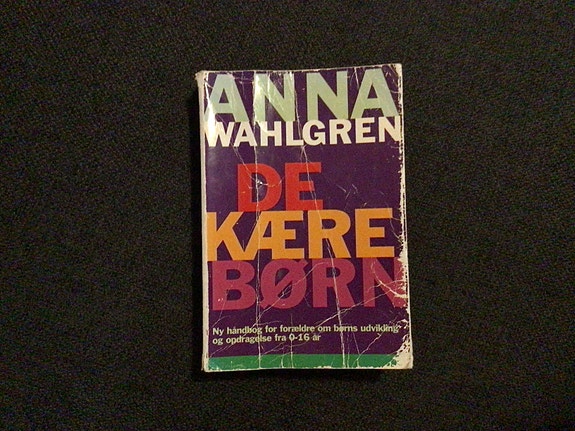 ANNA
WAHLGREN
DE
KÆRE
BØRN
Ny håndbog for forældre om børns udvikling
og opdragelse fra 0-16 år